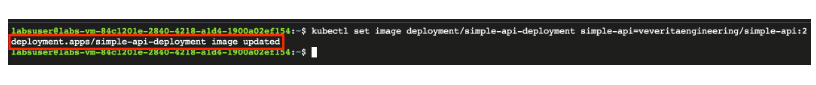 labsuser@labs-vm-84c1201e-2840-4218-a1d4-1900a02ef154:~$ kubectl set image deployment/simple-api-deployment simple-api=veveritaengineering/simple-api:2
deployment.apps/simple-api-deployment image updated
labsuser@labs-vm-84c1201e-2840-4218-a1d4-1900a02ef154:~$